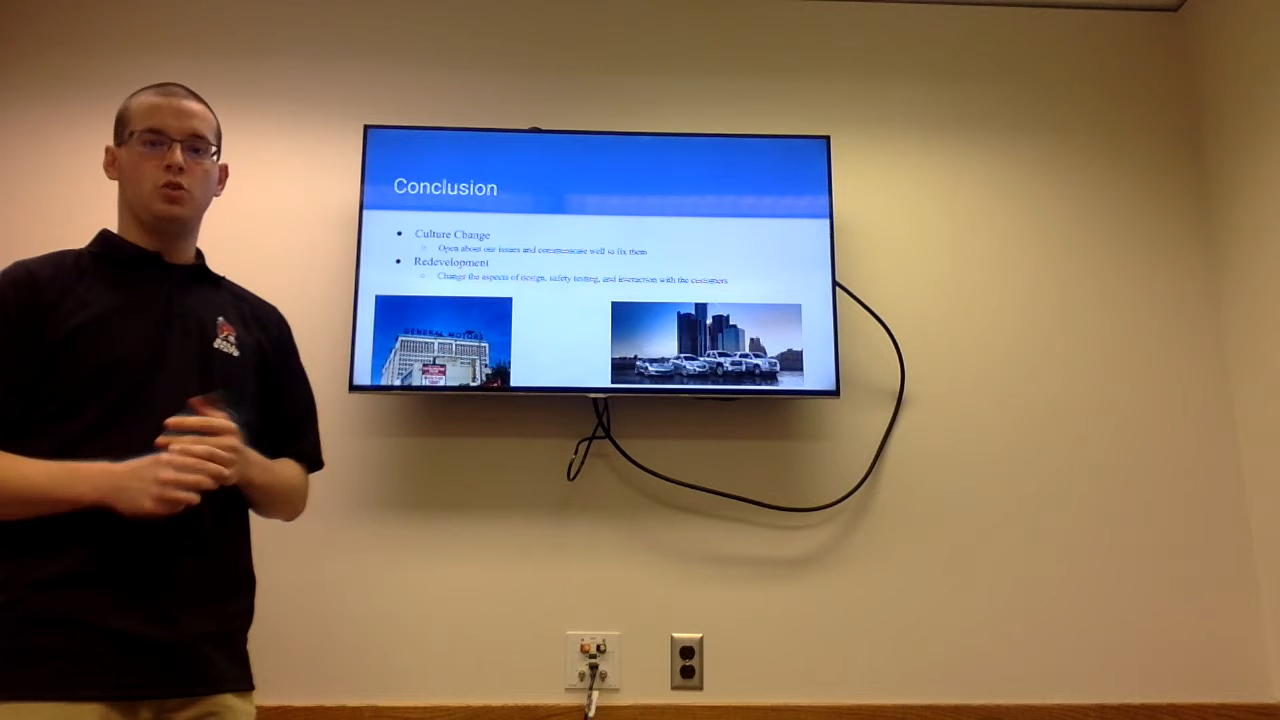 Conclusion
Culture Change
Open about our issues and communicate well to fix them
Redevelopment
Change the aspects of design, safety testing, and interaction with the customers
GENERAL MOTORS